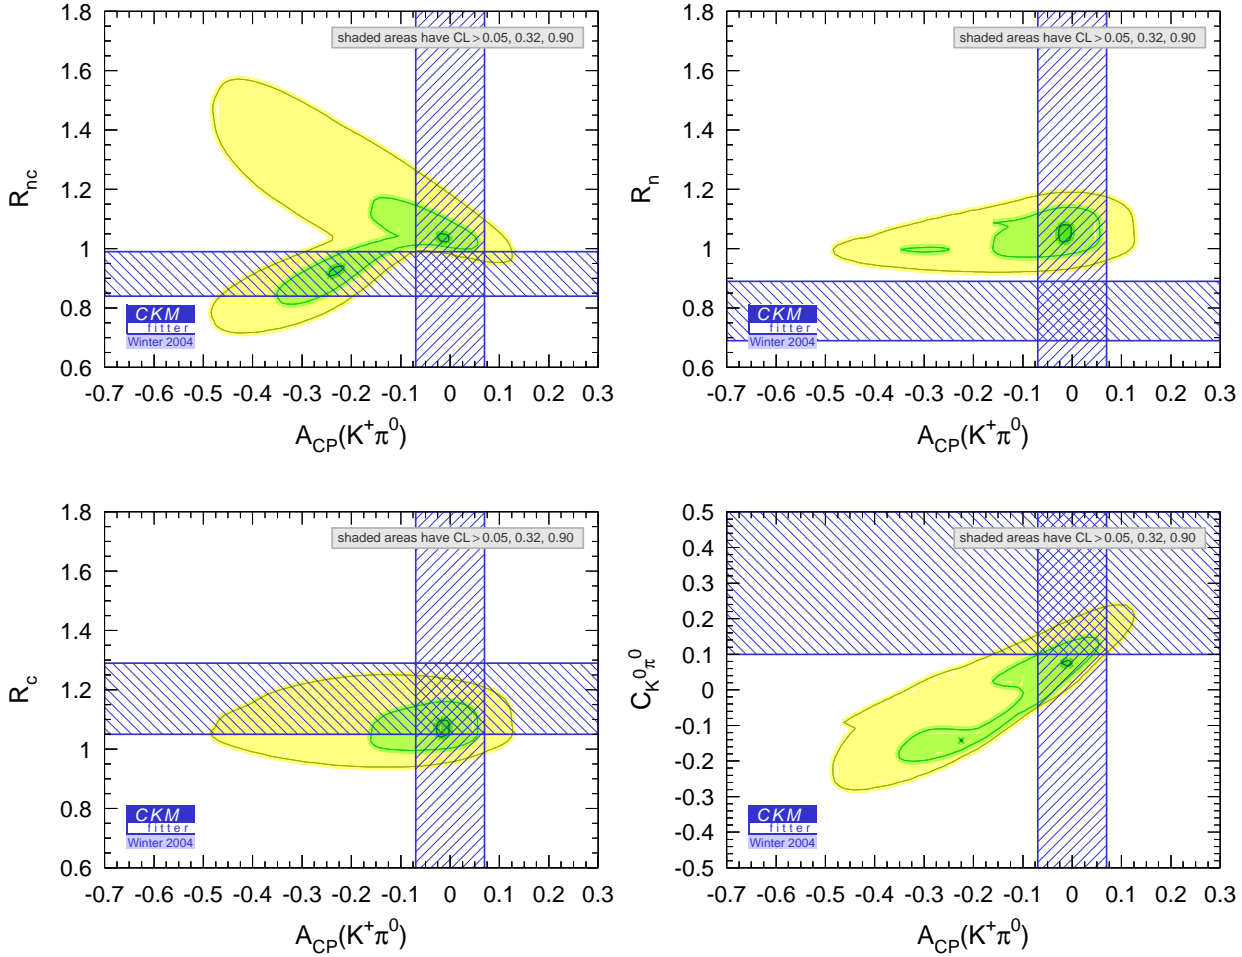 1.8
1.6
1.4
1.2
1
0.8
0.6
R_nc
shaded areas have CL > 0.05, 0.32, 0.90
CKM
fitter
Winter 2004
-0.7 -0.6 -0.5 -0.4 -0.3 -0.2 -0.1 0 0.1 0.2 0.3
A_CP(K^+π^0)
1.8
1.6
1.4
1.2
1
0.8
0.6
R_n
shaded areas have CL > 0.05, 0.32, 0.90
CKM
fitter
Winter 2004
-0.7 -0.6 -0.5 -0.4 -0.3 -0.2 -0.1 0 0.1 0.2 0.3
A_CP(K^+π^0)
1.8
1.6
1.4
1.2
1
0.8
0.6
R_c
shaded areas have CL > 0.05, 0.32, 0.90
CKM
fitter
Winter 2004
-0.7 -0.6 -0.5 -0.4 -0.3 -0.2 -0.1 0 0.1 0.2 0.3
A_CP(K^+π^0)
0.5
0.4
0.3
0.2
0.1
0
-0.1
-0.2
-0.3
-0.4
-0.5
C_K^0π^0
shaded areas have CL > 0.05, 0.32, 0.90
CKM
fitter
Winter 2004
-0.7 -0.6 -0.5 -0.4 -0.3 -0.2 -0.1 0 0.1 0.2 0.3
A_CP(K^+π^0)